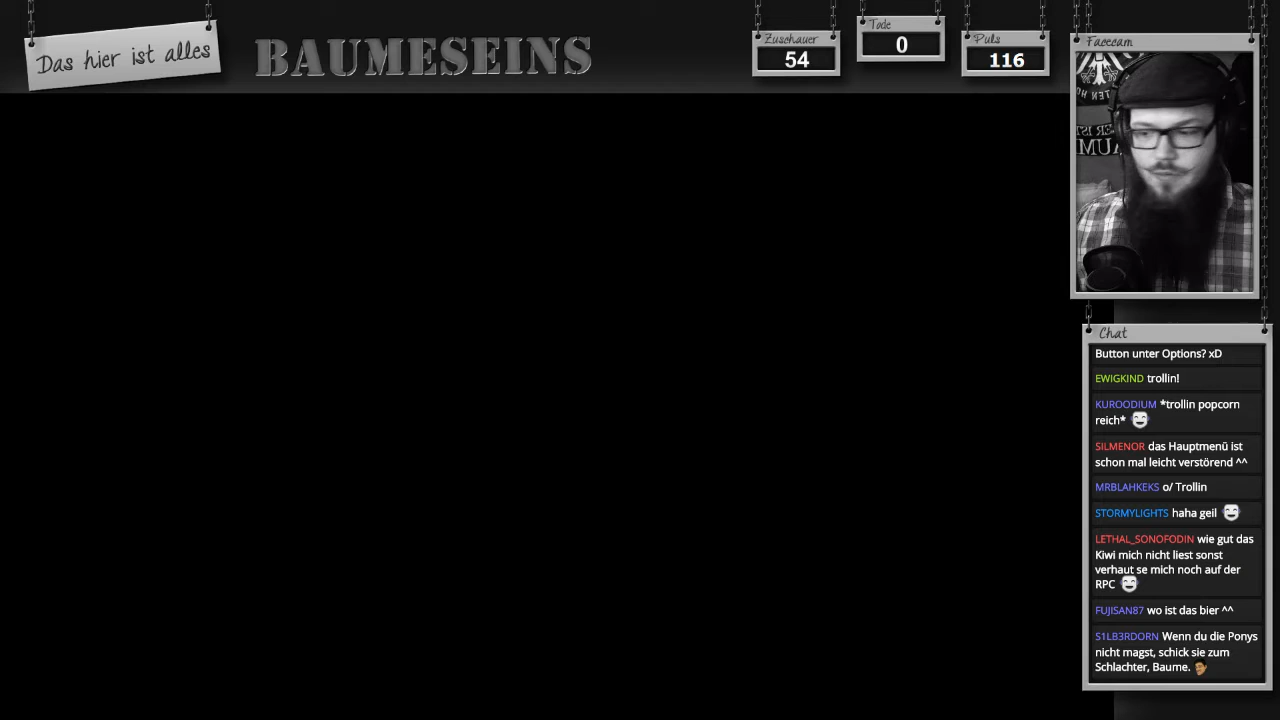 Das hier ist alles
BAUMESEINS
Zuschauer
54
Tode
0
Puls
116
Facecam
Chat
Button unter Options? xD
EWIGKIND trollin!
KUROODIUM *trollin popcorn
reich*
SILMENOR das Hauptmenü ist
schon mal leicht verstörend ^^
MRBLAHKEKS o/ Trollin
STORMYLIGHTS haha geil
LETHAL_SONOFODIN wie gut das
Kiwi mich nicht liest sonst
verhaut se mich noch auf der
RPC
FUJISAN87 wo ist das bier ^^
S1LB3RDORN Wenn du die Ponys
nicht magst, schick sie zum
Schlachter, Baume.